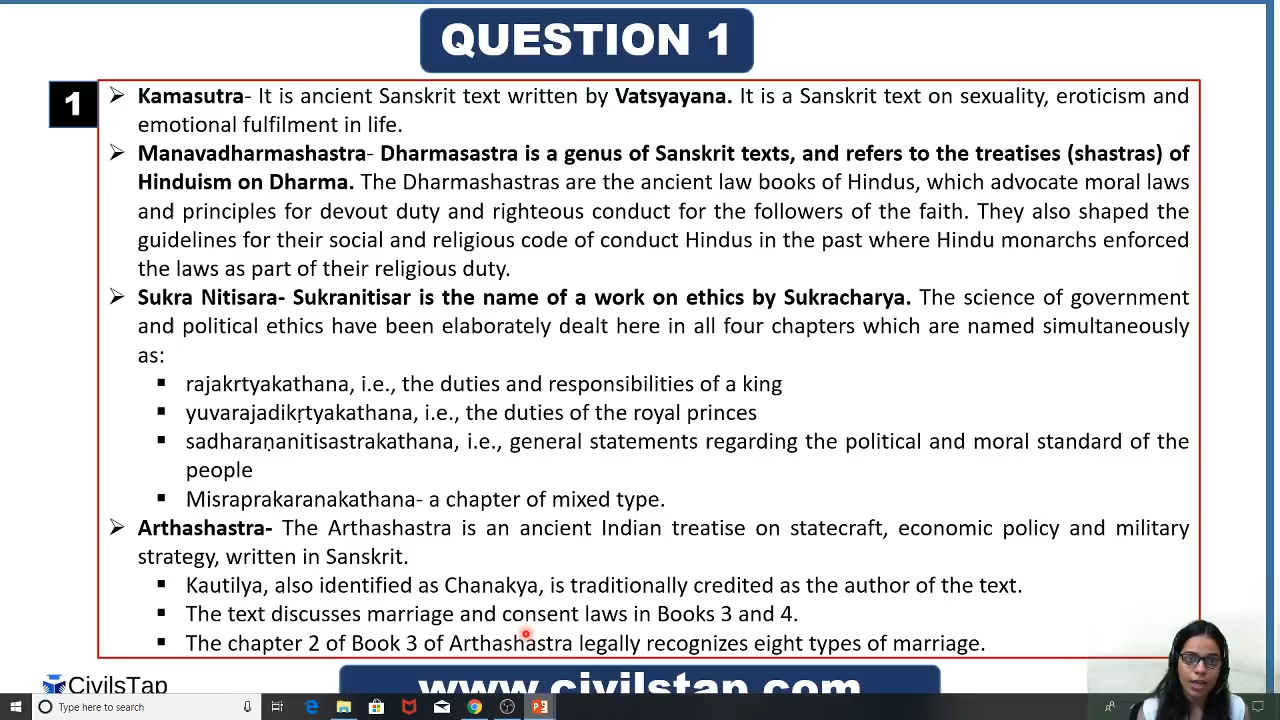 QUESTION 1
1
➢ Kamasutra- It is ancient Sanskrit text written by Vatsyayana. It is a Sanskrit text on sexuality, eroticism and
emotional fulfilment in life.
➢ Manavadharmashastra- Dharmasastra is a genus of Sanskrit texts, and refers to the treatises (shastras) of
Hinduism on Dharma. The Dharmashastras are the ancient law books of Hindus, which advocate moral laws
and principles for devout duty and righteous conduct for the followers of the faith. They also shaped the
guidelines for their social and religious code of conduct Hindus in the past where Hindu monarchs enforced
the laws as part of their religious duty.
➢ Sukra Nitisara- Sukranitisar is the name of a work on ethics by Sukracharya. The science of government
and political ethics have been elaborately dealt here in all four chapters which are named simultaneously
as:
▪ rajakrtyakathana, i.e., the duties and responsibilities of a king
▪ yuvarajadikṛtyakathana, i.e., the duties of the royal princes
▪ sadharaṇanitisastrakathana, i.e., general statements regarding the political and moral standard of the
people
▪ Misraprakaranakathana- a chapter of mixed type.
➢ Arthashastra- The Arthashastra is an ancient Indian treatise on statecraft, economic policy and military
strategy, written in Sanskrit.
▪ Kautilya, also identified as Chanakya, is traditionally credited as the author of the text.
▪ The text discusses marriage and consent laws in Books 3 and 4.
▪ The chapter 2 of Book 3 of Arthashastra legally recognizes eight types of marriage.
CivilsTap
www.civilstap.com
Type here to search